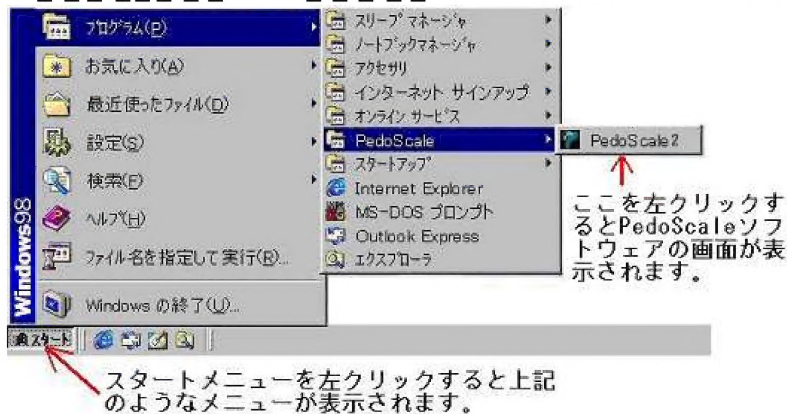 プログラム(P)
お気に入り(A)
最近使ったファイル(D)
設定(S)
検索(F)
ヘルプ(H)
ファイル名を指定して実行(R)...
Windows の終了(U)...
Windows98
スリープ マネージャ
ノートブックマネージャ
アクセサリ
インターネット サインアップ
オンライン サービス
PedoScale
スタートアップ
Internet Explorer
MS-DOS プロンプト
Outlook Express
エクスプローラ
PedoScale2
ここを左クリックす
るとPedoScaleソフ
トウェアの画面が表
示されます。
スタート
スタートメニューを左クリックすると上記
のようなメニューが表示されます。